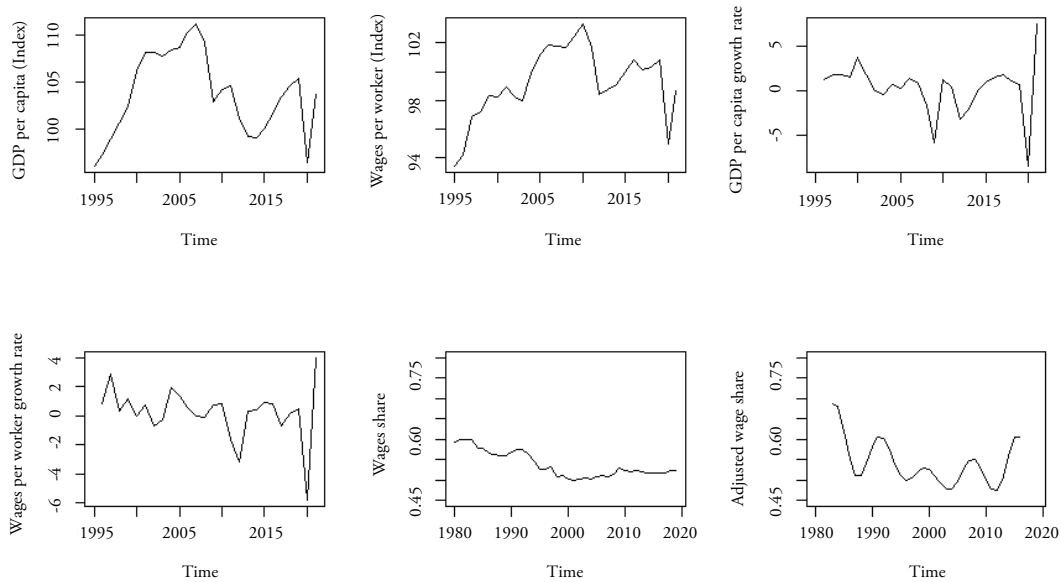 GDP per capita (Index)
100 105 110
1995 2005 2015
Time
Wages per worker (Index)
94 98 102
1995 2005 2015
Time
GDP per capita growth rate
-5 0 5
1995 2005 2015
Time
Wages per worker growth rate
-6 -4 -2 0 2 4
1995 2005 2015
Time
Wages share
0.45 0.60 0.75
1980 1990 2000 2010 2020
Time
Adjusted wage share
0.45 0.60 0.75
1980 1990 2000 2010 2020
Time